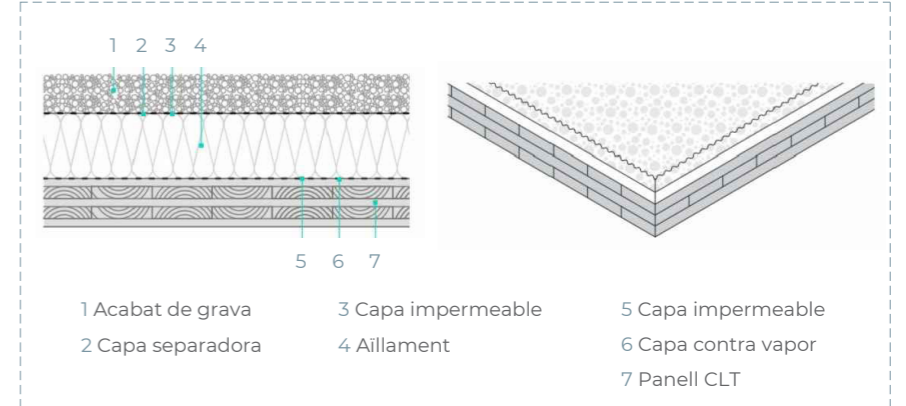 1 2 3 4
5 6 7
1 Acabat de grava
2 Capa separadora
3 Capa impermeable
4 Aïllament
5 Capa impermeable
6 Capa contra vapor
7 Panell CLT